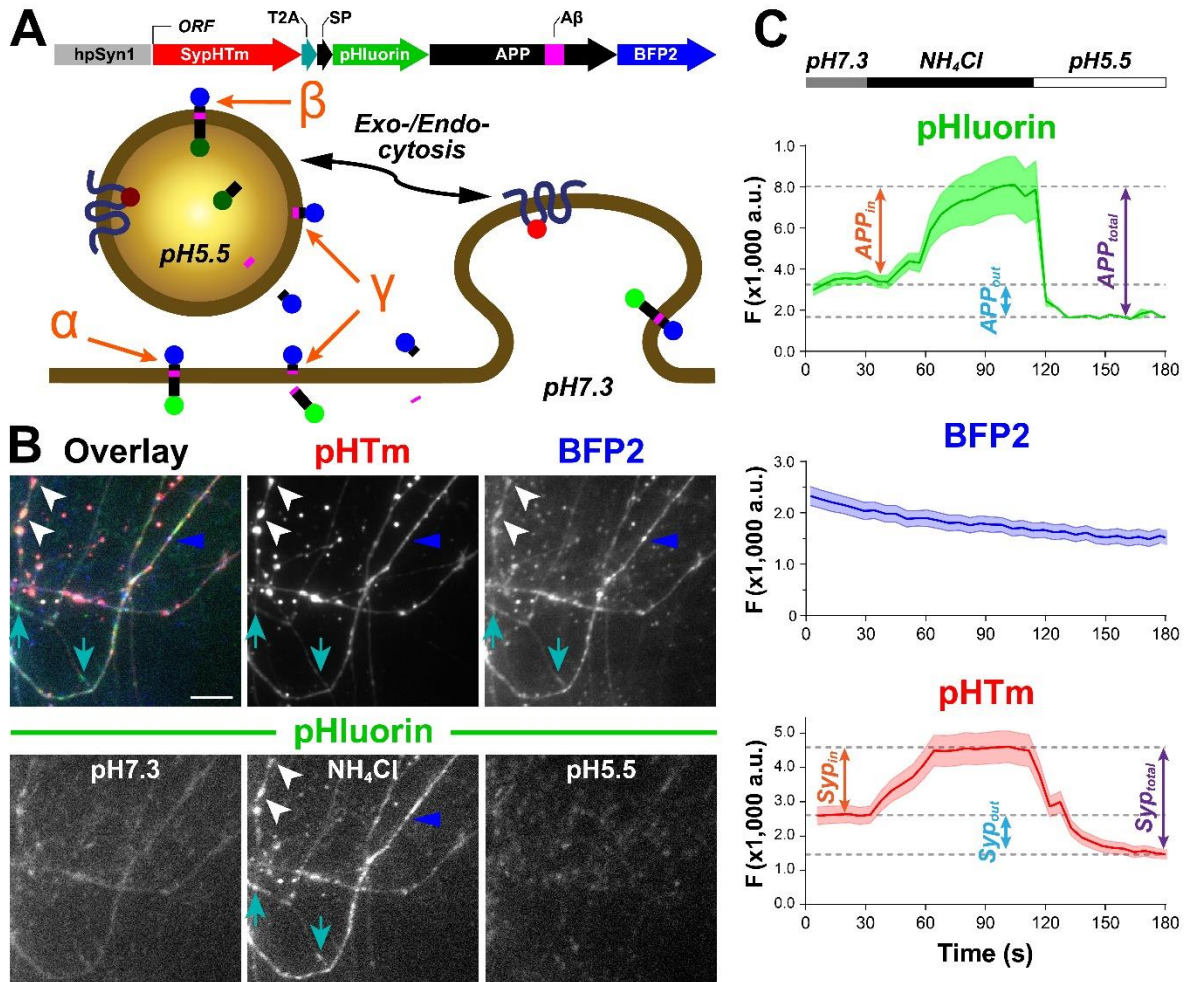 A
ORF
T2A
SP
Aβ
hpSyn1
SypHTm
pHluorin
APP
BFP2
β
Exo-/Endo-
cytosis
pH5.5
γ
α
pH7.3
B
Overlay
pHTm
BFP2
pHluorin
pH7.3
NH₄Cl
pH5.5
C
pH7.3
NH₄Cl
pH5.5
pHluorin
F (x1,000 a.u.)
1.0
8.0
6.0
4.0
2.0
0.0
APPin
APPout
APPtotal
0
30
60
90
120
150
180
BFP2
F (x1,000 a.u.)
3.0
2.0
1.0
0
0
30
60
90
120
150
180
pHTm
F (x1,000 a.u.)
5.0
4.0
3.0
2.0
1.0
0.0
Sypin
Sypout
Syptotal
0
30
60
90
120
150
180
Time (s)